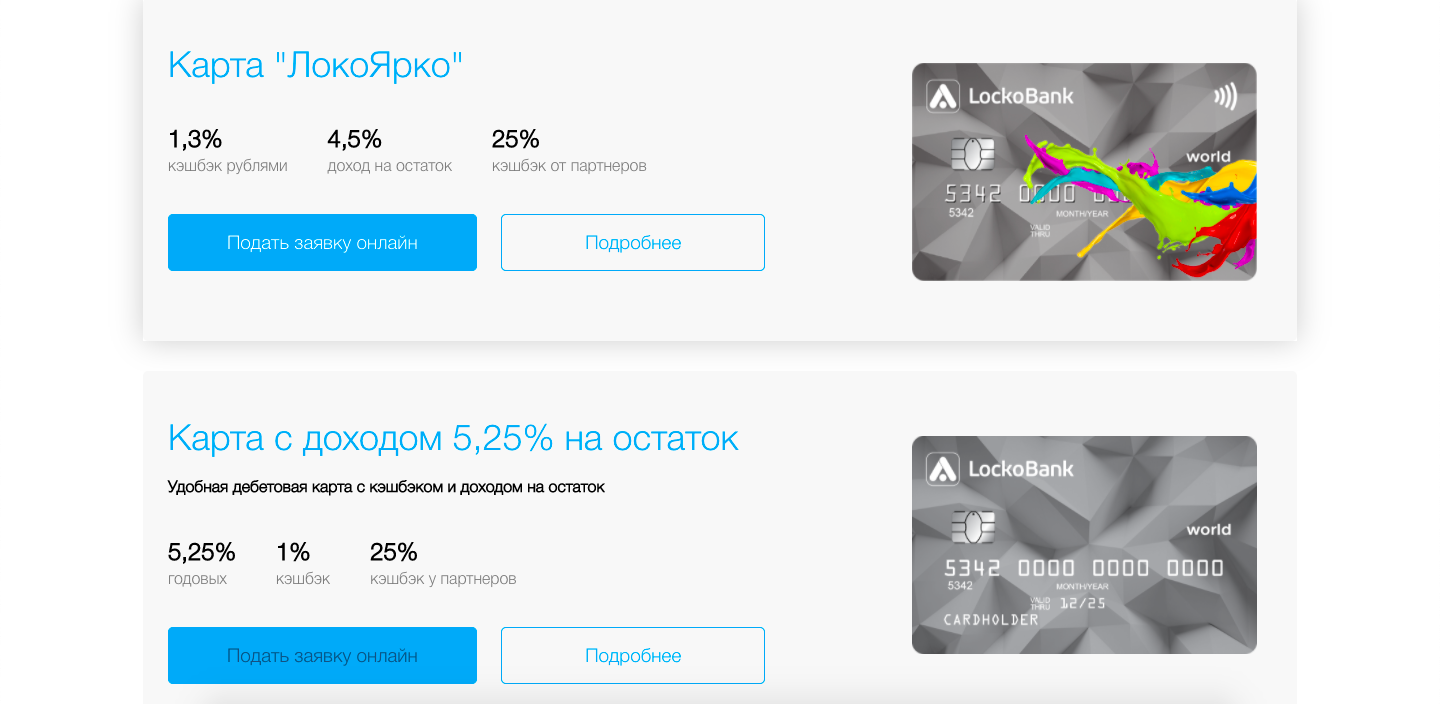 Карта "ЛокоЯрко"
1,3%
кэшбэк рублями
4,5%
доход на остаток
25%
кэшбэк от партнеров
Подать заявку онлайн
Подробнее
LockoBank
world
5342 0000
5342
MONTH/YEAR
VALID
THRU
Карта с доходом 5,25% на остаток
Удобная дебетовая карта с кэшбэком и доходом на остаток
5,25%
годовых
1%
кэшбэк
25%
кэшбэк у партнеров
Подать заявку онлайн
Подробнее
LockoBank
world
5342 0000 0000 0000
5342
MONTH/YEAR
VALID
THRU
12/25
CARDHOLDER